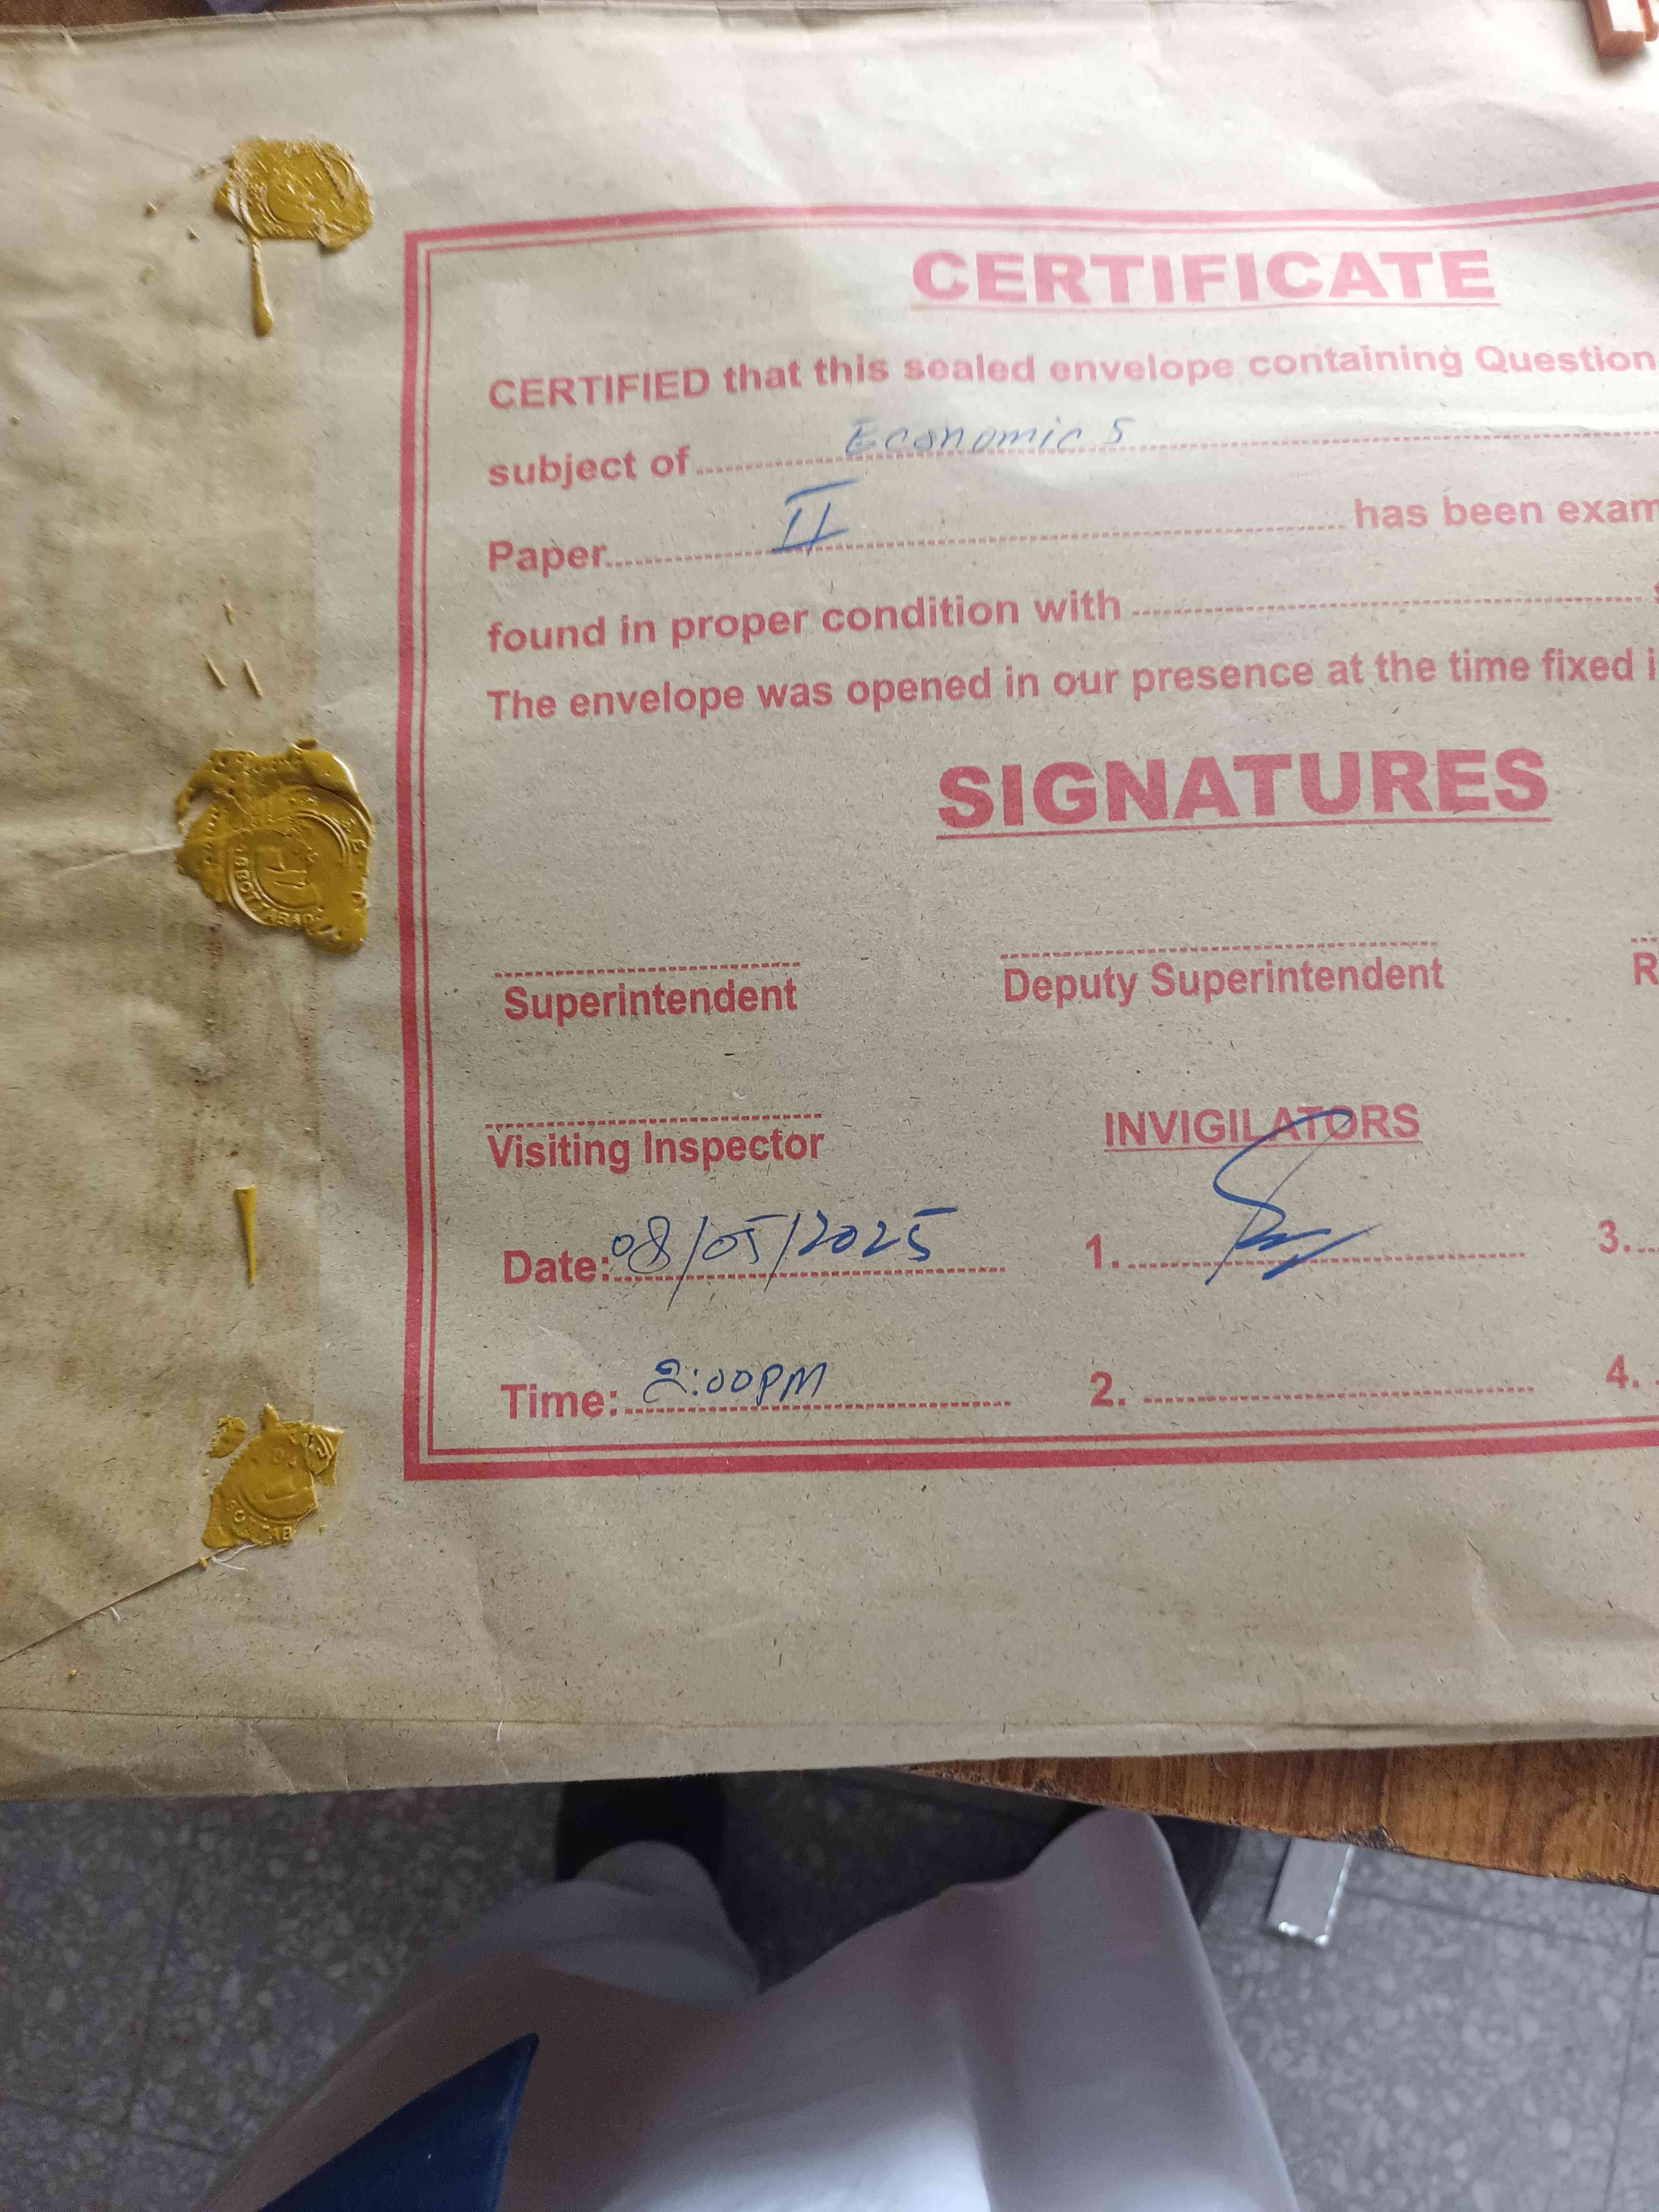 CERTIFICATE
CERTIFIED that this sealed envelope containing Question
subject of Economics
Paper II has been exam
found in proper condition with
The envelope was opened in our presence at the time fixed i
SIGNATURES
Superintendent
Deputy Superintendent
R
Visiting Inspector
INVIGILATORS
Date: 08/05/2025
1.
3.
Time: 2:00PM
2.
4.
ABBOTTABAD